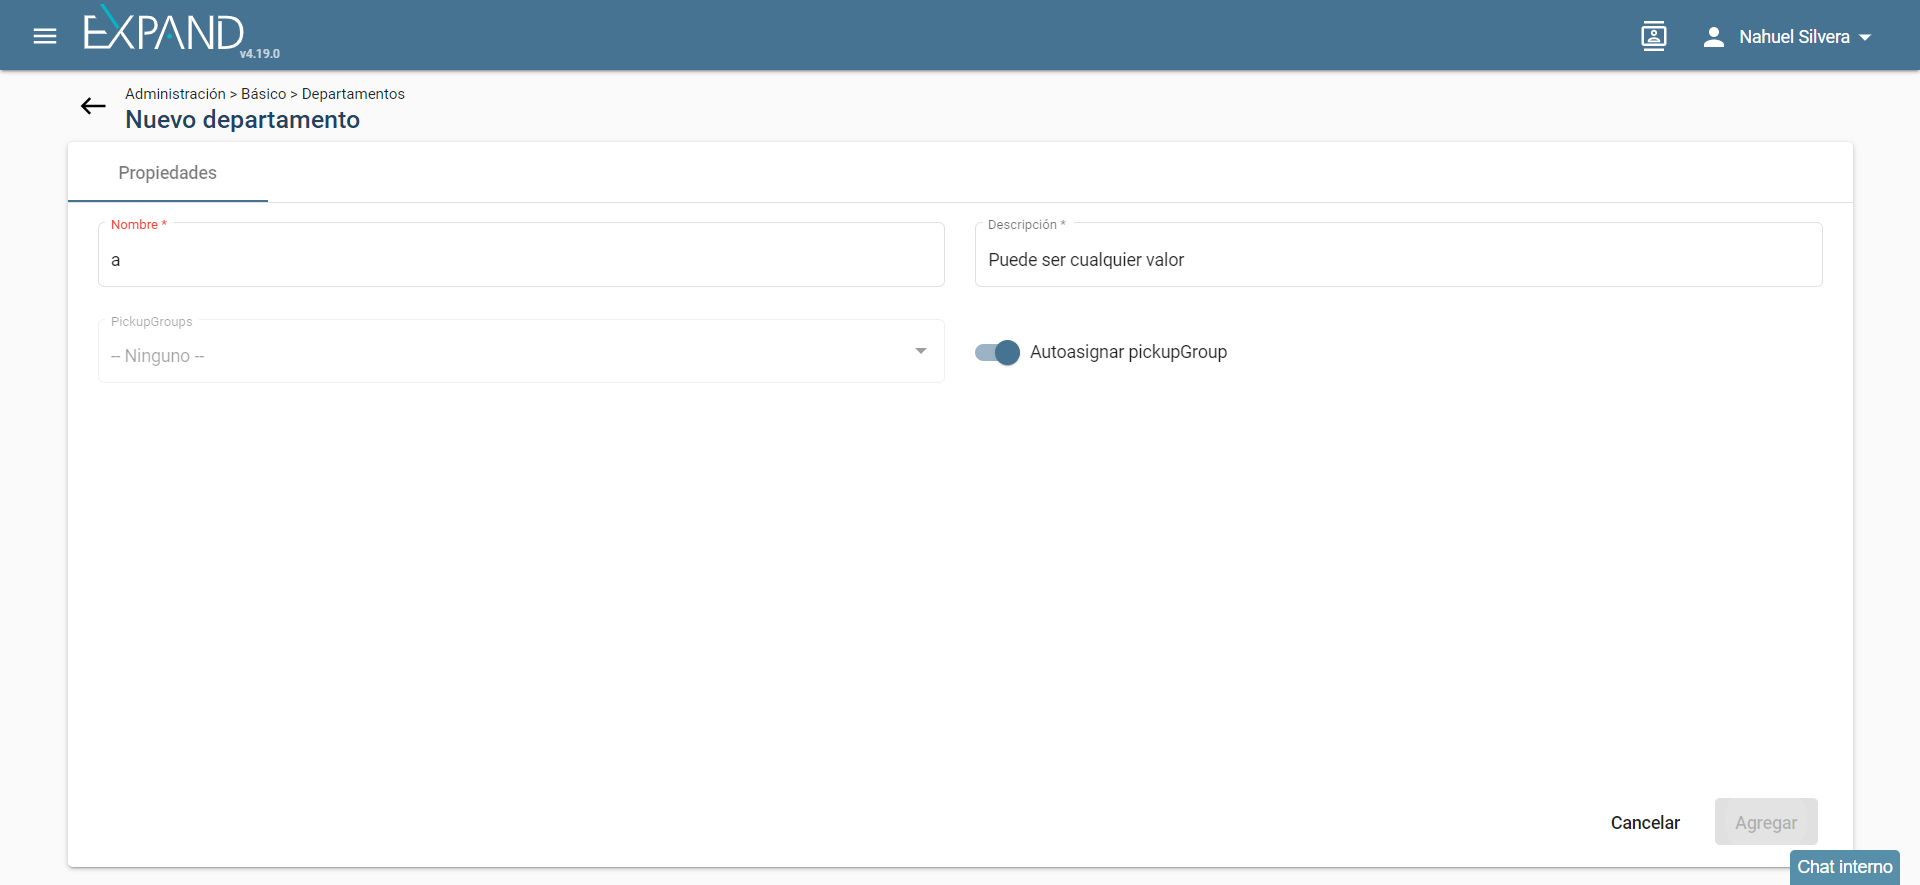 EXPAND
v4.19.0
Nahuel Silvera
Administración > Básico > Departamentos
Nuevo departamento
Propiedades
Nombre *
a
Descripción *
Puede ser cualquier valor
PickupGroups
-- Ninguno --
Autoasignar pickupGroup
Cancelar
Agregar
Chat interno